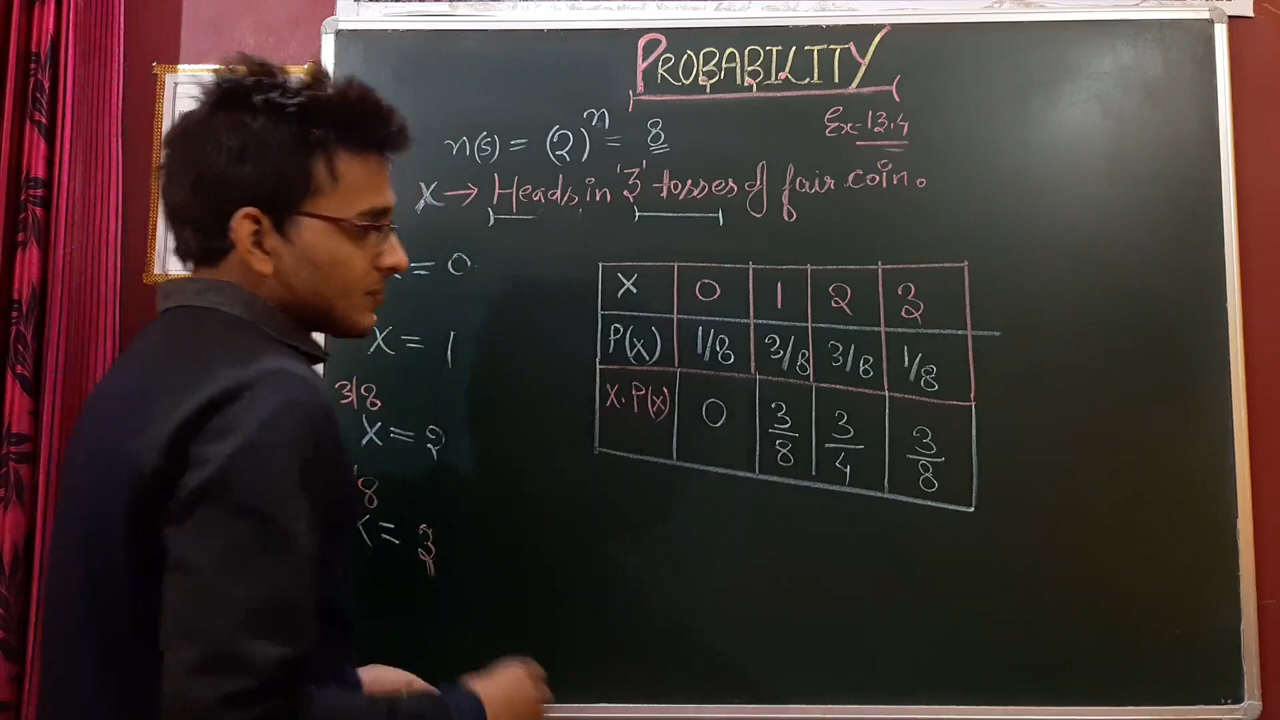 PROBABILITY
n(s) = (2)^n = 8
Ex-13.4
X → Heads in '3' tosses of fair coin.
= 0
X = 1
3/8
X = 2
8
= 3
X 0 1 2 3
P(x) 1/8 3/8 3/8 1/8
X·P(x) 0 3/8 3/4 3/8